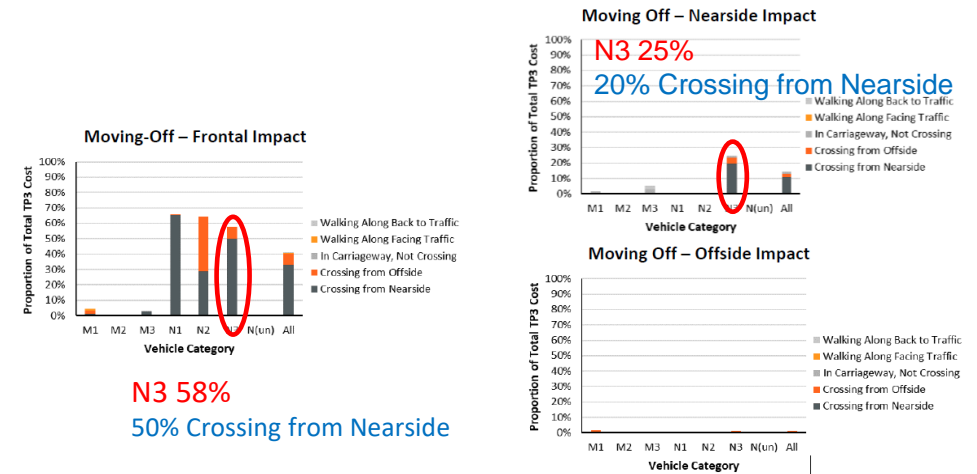 Moving-Off – Frontal Impact
Proportion of Total TP3 Cost
100%
90%
80%
70%
60%
50%
40%
30%
20%
10%
0%
M1 M2 M3 N1 N2 N3 N(un) All
Vehicle Category
Walking Along Back to Traffic
Walking Along Facing Traffic
In Carriageway, Not Crossing
Crossing from Offside
Crossing from Nearside
N3 58%
50% Crossing from Nearside
Moving Off – Nearside Impact
N3 25%
20% Crossing from Nearside
Proportion of Total TP3 Cost
100%
90%
80%
70%
60%
50%
40%
30%
20%
10%
0%
M1 M2 M3 N1 N2 N3 N(un) All
Vehicle Category
Walking Along Back to Traffic
Walking Along Facing Traffic
In Carriageway, Not Crossing
Crossing from Offside
Crossing from Nearside
Moving Off – Offside Impact
Proportion of Total TP3 Cost
100%
90%
80%
70%
60%
50%
40%
30%
20%
10%
0%
M1 M2 M3 N1 N2 N3 N(un) All
Vehicle Category
Walking Along Back to Traffic
Walking Along Facing Traffic
In Carriageway, Not Crossing
Crossing from Offside
Crossing from Nearside